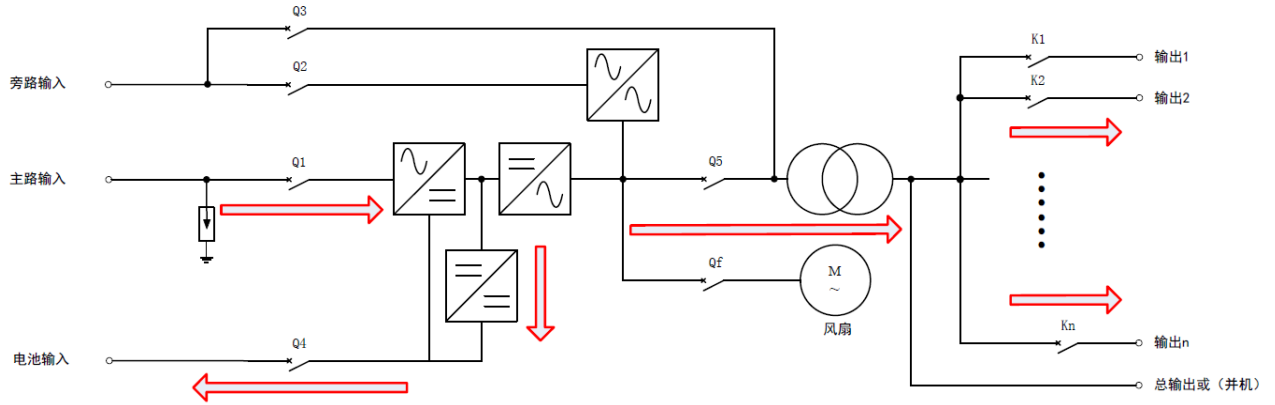 Q3
K1
输出1
Q2
旁路输入
K2
输出2
Q1
Q5
主路输入
Qf
M
~
风扇
Kn
Q4
输出n
电池输入
总输出或（并机）